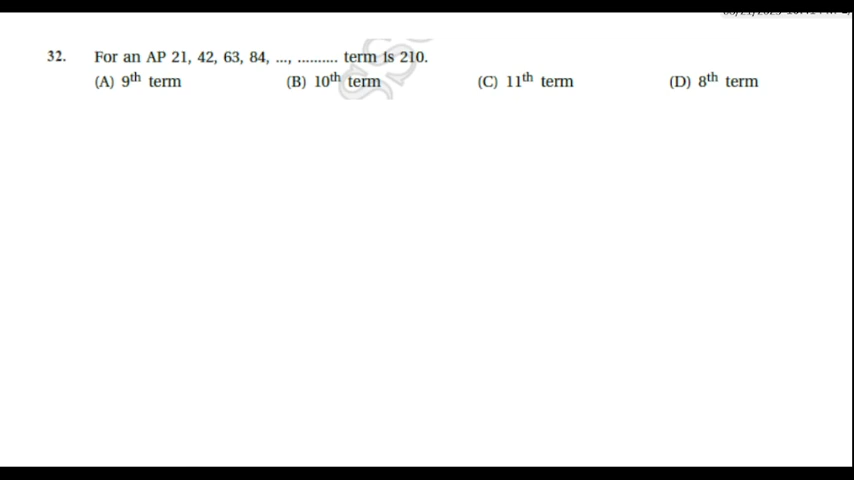 32. For an AP 21, 42, 63, 84, ..., .......... term is 210.
(A) 9th term (B) 10th term (C) 11th term (D) 8th term